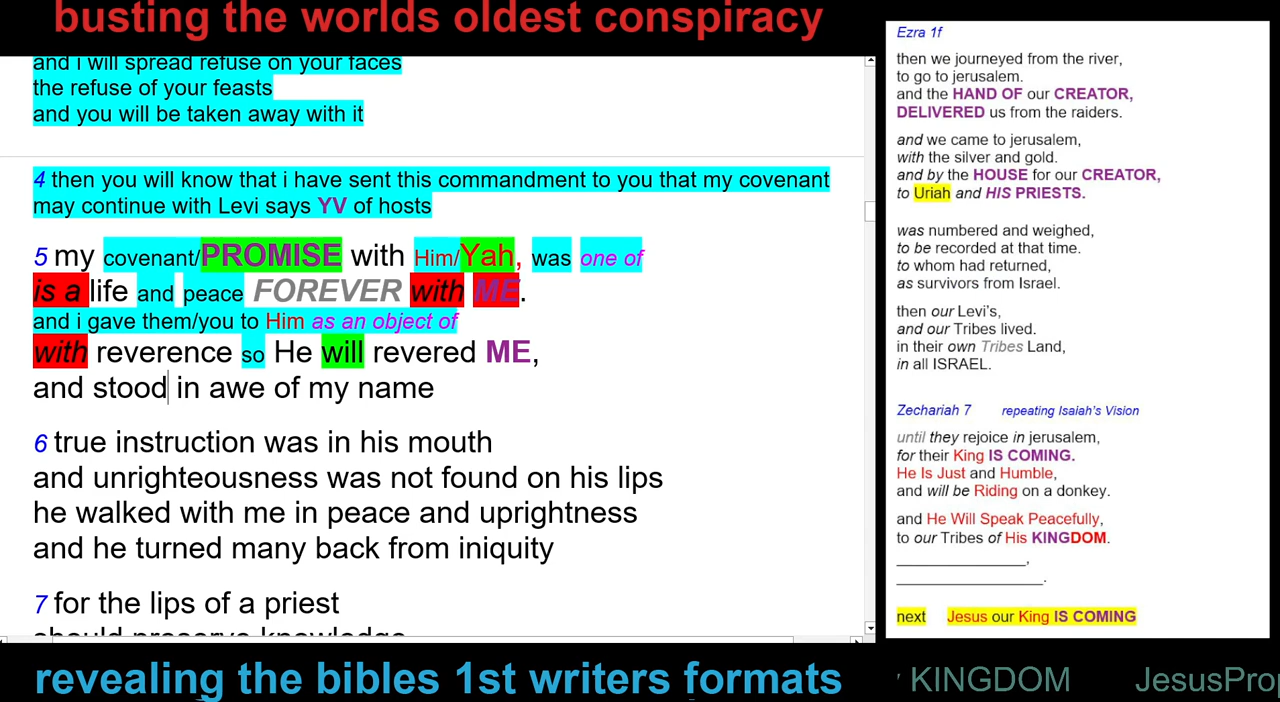 busting the worlds oldest conspiracy
and i will spread refuse on your faces
the refuse of your feasts
and you will be taken away with it
4 then you will know that i have sent this commandment to you that my covenant
may continue with Levi says YV of hosts
5 my covenant/PROMISE with Him/Yah, was one of
is a life and peace FOREVER with ME.
and i gave them/you to Him as an object of
with reverence so He will revered ME,
and stood in awe of my name
6 true instruction was in his mouth
and unrighteousness was not found on his lips
he walked with me in peace and uprightness
and he turned many back from iniquity
7 for the lips of a priest
should preserve knowledge
revealing the bibles 1st writers formats
Ezra 1f
then we journeyed from the river,
to go to jerusalem.
and the HAND OF our CREATOR,
DELIVERED us from the raiders.
and we came to jerusalem,
with the silver and gold.
and by the HOUSE for our CREATOR,
to Uriah and HIS PRIESTS.
was numbered and weighed,
to be recorded at that time.
to whom had returned,
as survivors from Israel.
then our Levi's,
and our Tribes lived.
in their own Tribes Land,
in all ISRAEL.
Zechariah 7 repeating Isaiah's Vision
until they rejoice in jerusalem,
for their King IS COMING.
He Is Just and Humble,
and will be Riding on a donkey.
and He Will Speak Peacefully,
to our Tribes of His KINGDOM.
__________________,
____________________.
next Jesus our King IS COMING
KINGDOM JesusProp